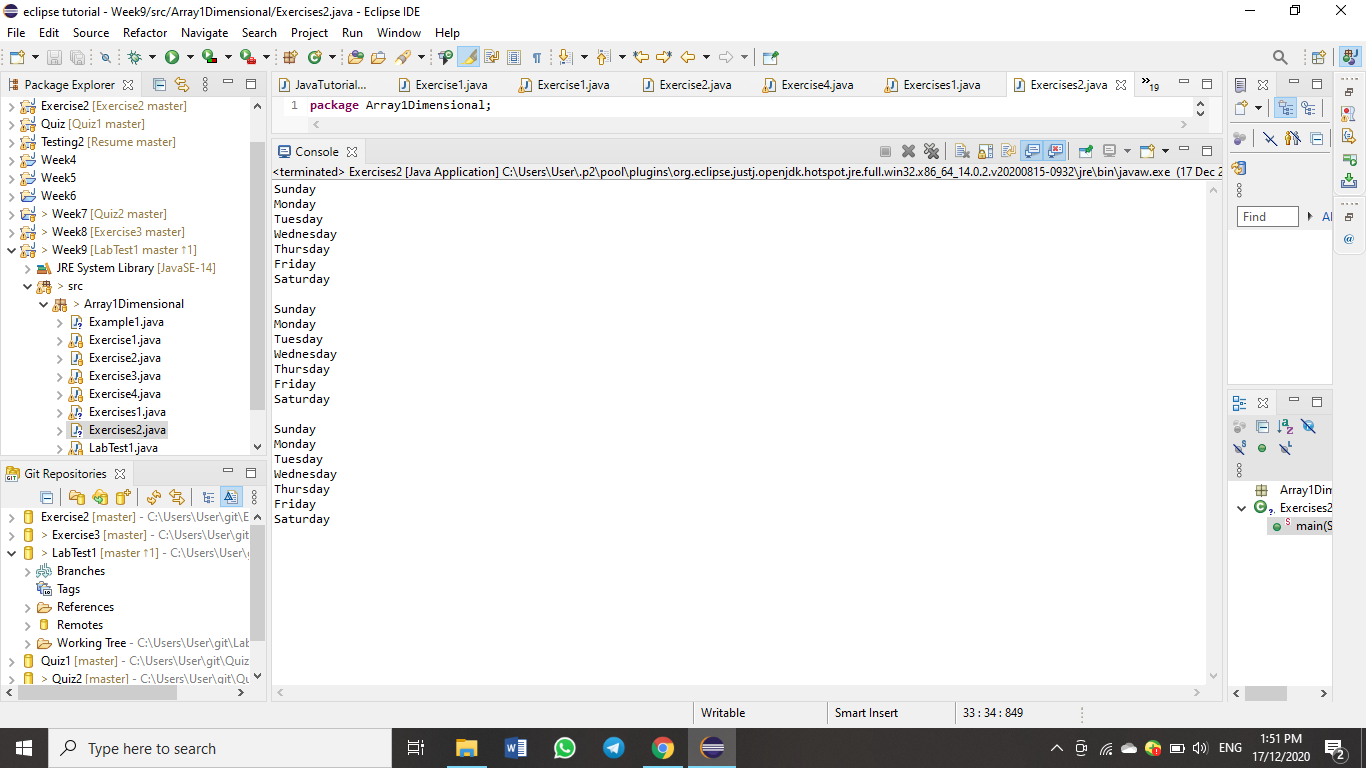 eclipse tutorial - Week9/src/Array1Dimensional/Exercises2.java - Eclipse IDE
File Edit Source Refactor Navigate Search Project Run Window Help
Package Explorer
Exercise2 [Exercise2 master]
Quiz [Quiz1 master]
Testing2 [Resume master]
Week4
Week5
Week6
> Week7 [Quiz2 master]
> Week8 [Exercise3 master]
> Week9 [LabTest1 master ↑1]
JRE System Library [JavaSE-14]
> src
> Array1Dimensional
Example1.java
Exercise1.java
Exercise2.java
Exercise3.java
Exercise4.java
Exercises1.java
Exercises2.java
LabTest1.java
Git Repositories
Exercise2 [master] - C:\Users\User\git\E
> Exercise3 [master] - C:\Users\User\git
> LabTest1 [master ↑1] - C:\Users\User\
Branches
Tags
References
Remotes
Working Tree - C:\Users\User\git\Lab
Quiz1 [master] - C:\Users\User\git\Quiz
> Quiz2 [master] - C:\Users\User\git\Qu
JavaTutorial... Exercise1.java Exercise1.java Exercise2.java Exercise4.java Exercises1.java Exercises2.java »19
1 package Array1Dimensional;
Console
<terminated> Exercises2 [Java Application] C:\Users\User\.p2\pool\plugins\org.eclipse.justj.openjdk.hotspot.jre.full.win32.x86_64_14.0.2.v20200815-0932\jre\bin\javaw.exe (17 Dec 2
Sunday
Monday
Tuesday
Wednesday
Thursday
Friday
Saturday
Sunday
Monday
Tuesday
Wednesday
Thursday
Friday
Saturday
Sunday
Monday
Tuesday
Wednesday
Thursday
Friday
Saturday
Find Al
Array1Dim
Exercises2
main(S
Writable Smart Insert 33 : 34 : 849
Type here to search
ENG
1:51 PM
17/12/2020
2